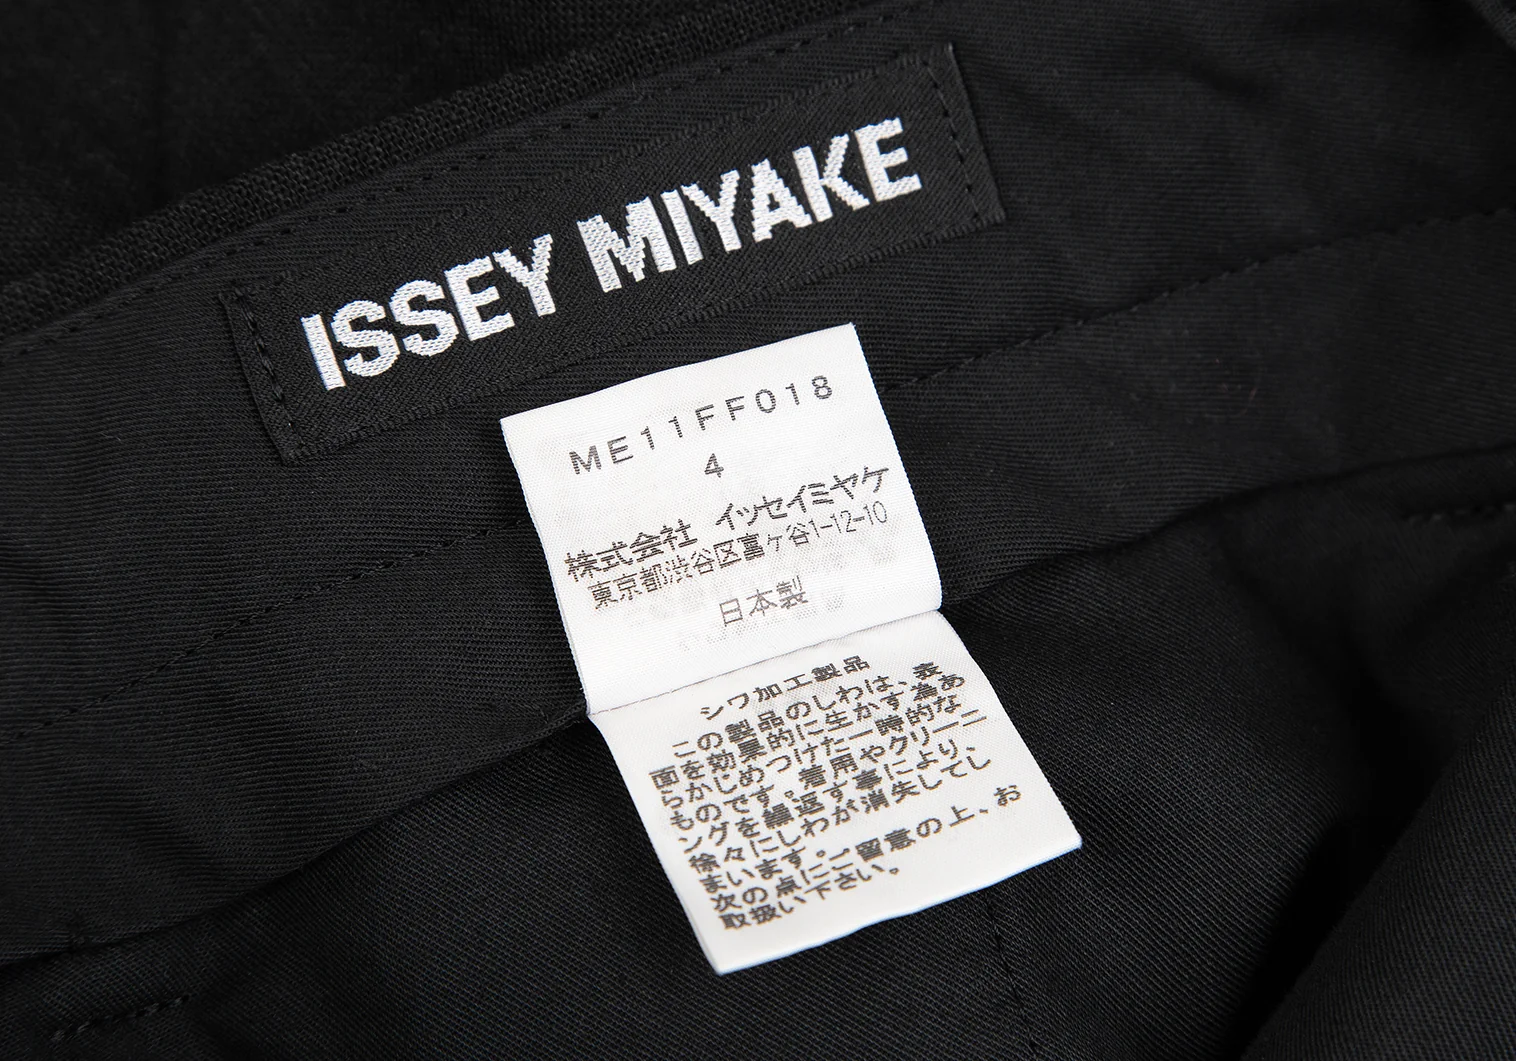 ISSEY MIYAKE
ME11FF018
4
株式会社 イッセイミヤケ
東京都渋谷区富ヶ谷1-12-10
日本製
シワ加工製品
この製品のしわは、表
面を効果的に生かす為あ
らかじめつけた一時的な
ものです。着用やクリーニ
ングを繰返す事により、
徐々にしわが消失してし
まいます。
次の点にご留意の上、お
取扱い下さい。